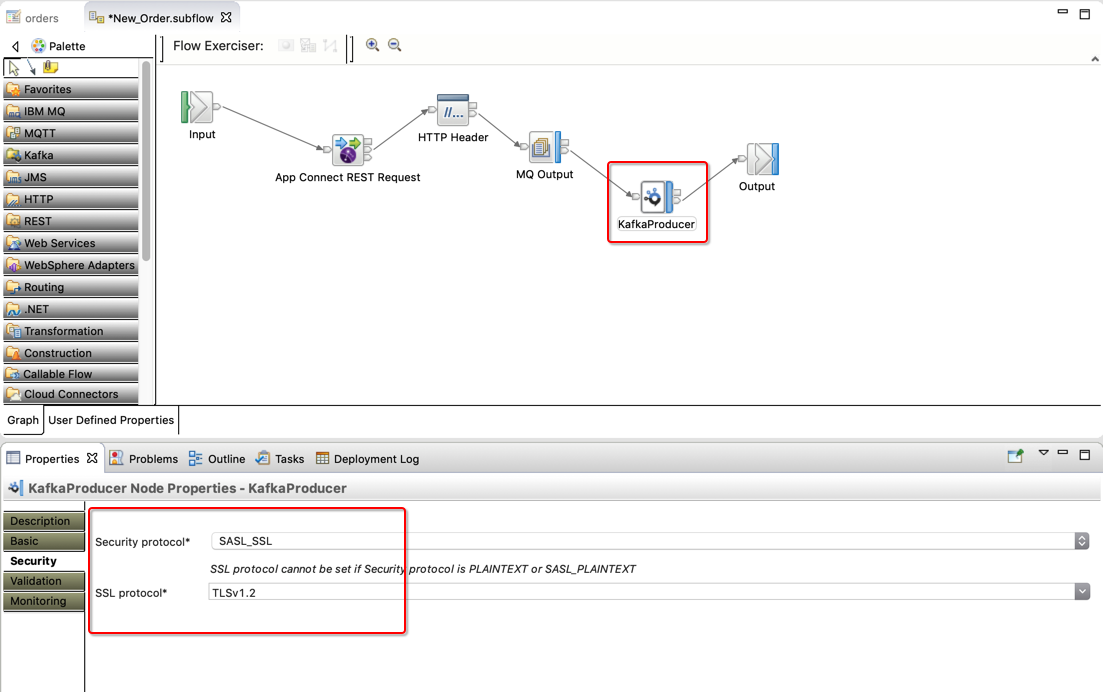 orders
*New_Order.subflow
Palette
Flow Exerciser:
Favorites
IBM MQ
MQTT
Kafka
JMS
HTTP
REST
Web Services
WebSphere Adapters
Routing
.NET
Transformation
Construction
Callable Flow
Cloud Connectors
Input
App Connect REST Request
//...
HTTP Header
MQ Output
KafkaProducer
Output
Graph
User Defined Properties
Properties
Problems
Outline
Tasks
Deployment Log
KafkaProducer Node Properties - KafkaProducer
Description
Basic
Security
Validation
Monitoring
Security protocol*
SASL_SSL
SSL protocol cannot be set if Security protocol is PLAINTEXT or SASL_PLAINTEXT
SSL protocol*
TLSv1.2